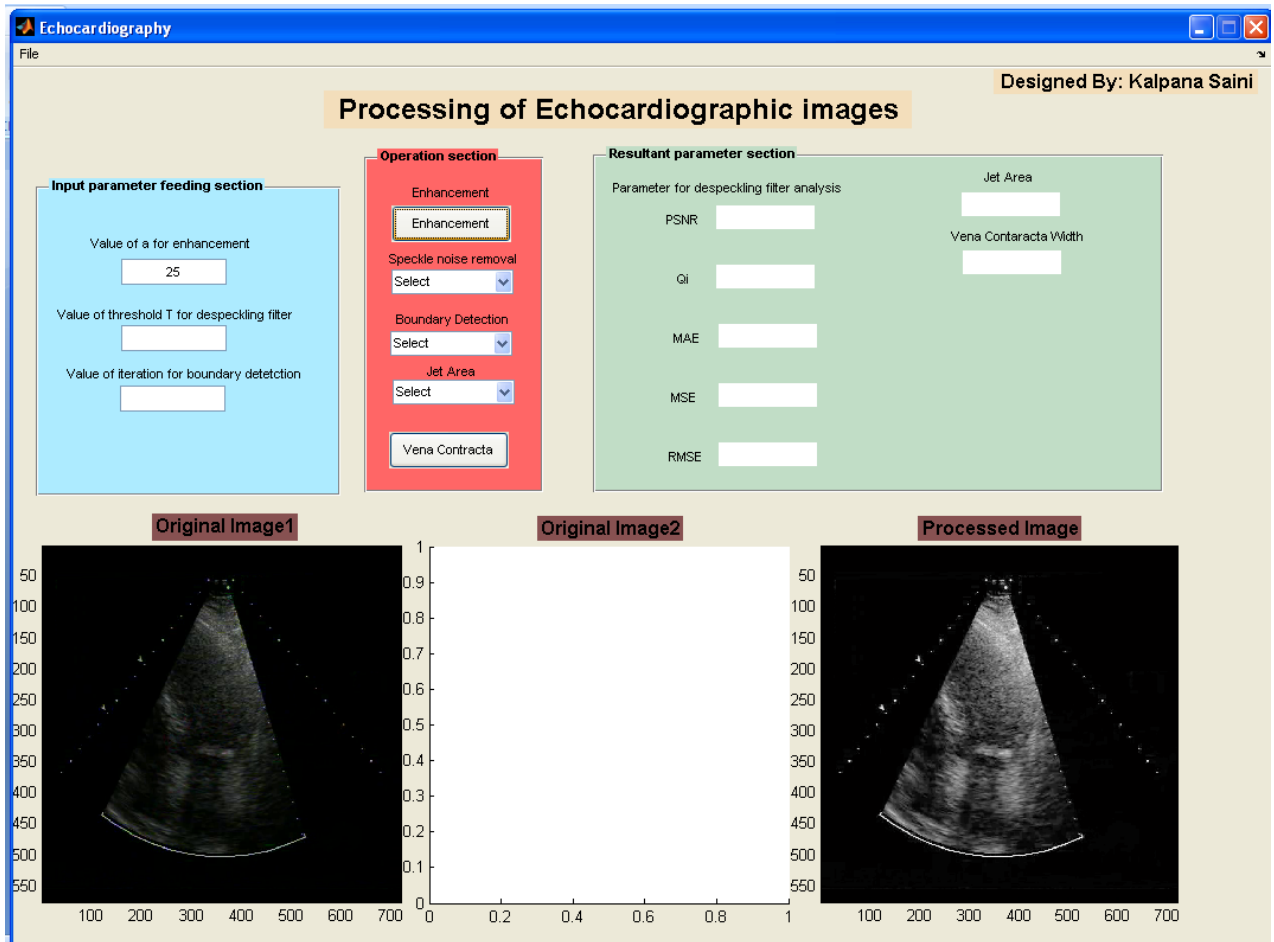 Echocardiography
File
Designed By: Kalpana Saini
Processing of Echocardiographic images
Input parameter feeding section
Value of a for enhancement
25
Value of threshold T for despeckling filter
Value of iteration for boundary detetction
Operation section
Enhancement
Enhancement
Speckle noise removal
Select
Boundary Detection
Select
Jet Area
Select
Vena Contracta
Resultant parameter section
Parameter for despeckling filter analysis
PSNR
Qi
MAE
MSE
RMSE
Jet Area
Vena Contaracta Width
Original Image1
50
100
150
200
250
300
350
400
450
500
550
100 200 300 400 500 600 700
Original Image2
1
0.9
0.8
0.7
0.6
0.5
0.4
0.3
0.2
0.1
0
0 0.2 0.4 0.6 0.8 1
Processed Image
50
100
150
200
250
300
350
400
450
500
550
100 200 300 400 500 600 700